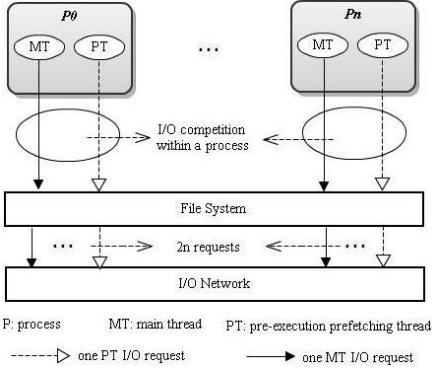 P0 Pn
MT PT ... MT PT
I/O competition
within a process
File System
... 2n requests ...
I/O Network
P: process MT: main thread PT: pre-execution prefetching thread
one PT I/O request one MT I/O request